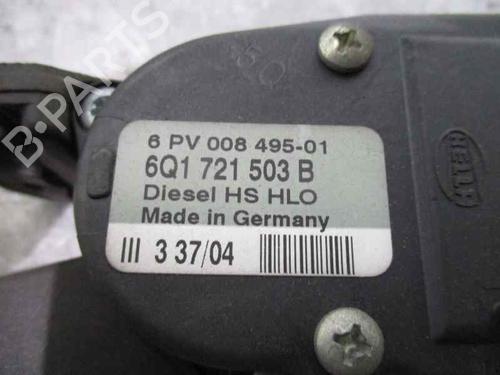 B-PARTS
50
6 PV 008 495-01
6Q1 721 503 B
Diesel HS HLO
Made in Germany
III 3 37/04
HELLA